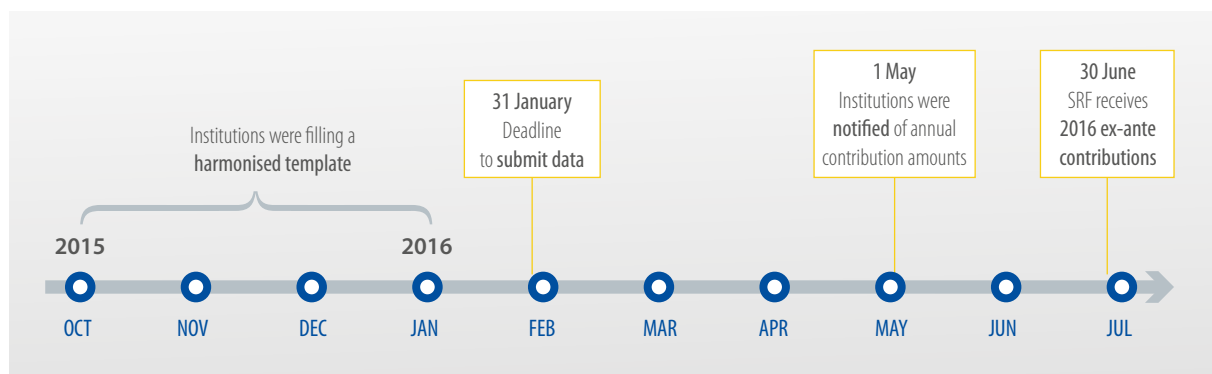 Institutions were filling a
harmonised template
31 January
Deadline
to submit data
1 May
Institutions were
notified of annual
contribution amounts
30 June
SRF receives
2016 ex-ante
contributions
2015
2016
OCT
NOV
DEC
JAN
FEB
MAR
APR
MAY
JUN
JUL